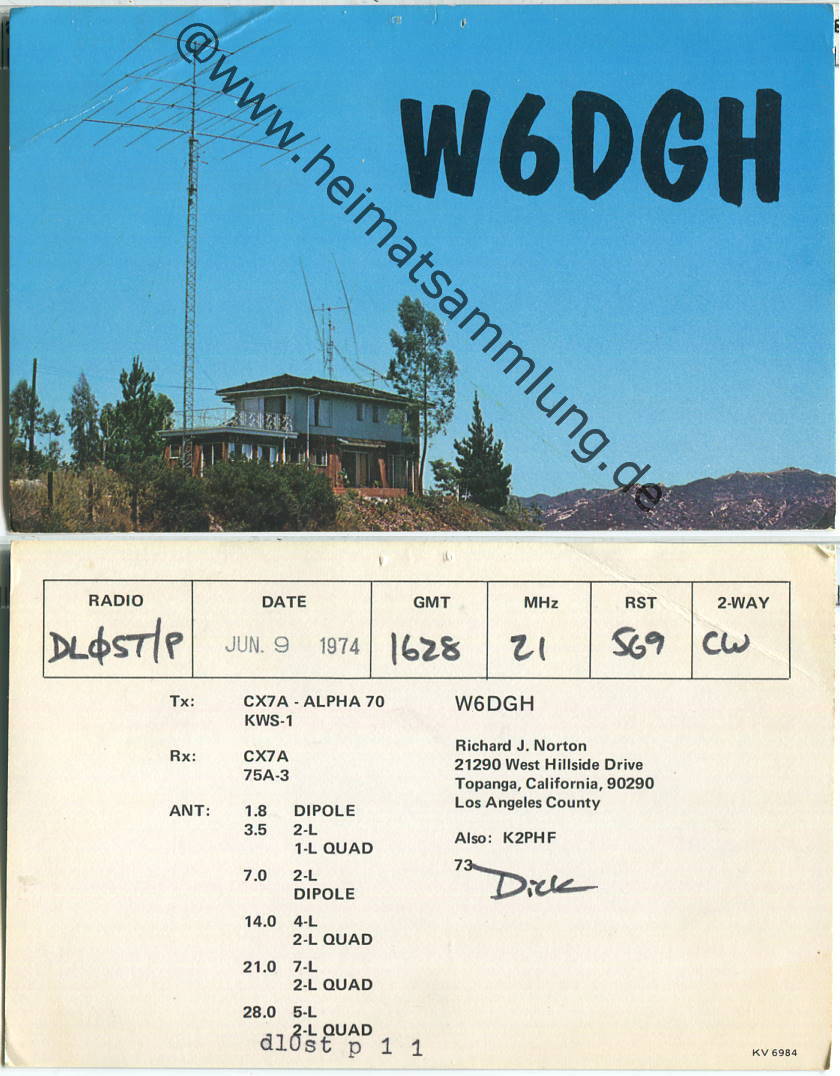 W6DGH
@www.heimatsammlung.de
RADIO DATE GMT MHz RST 2-WAY
DLØST/P JUN. 9 1974 1628 21 569 CW
Tx: CX7A - ALPHA 70
KWS-1
Rx: CX7A
75A-3
ANT: 1.8 DIPOLE
3.5 2-L
1-L QUAD
7.0 2-L
DIPOLE
14.0 4-L
2-L QUAD
21.0 7-L
2-L QUAD
28.0 5-L
2-L QUAD
dl0st p 1 1
W6DGH
Richard J. Norton
21290 West Hillside Drive
Topanga, California, 90290
Los Angeles County
Also: K2PHF
73
Dick
KV 6984